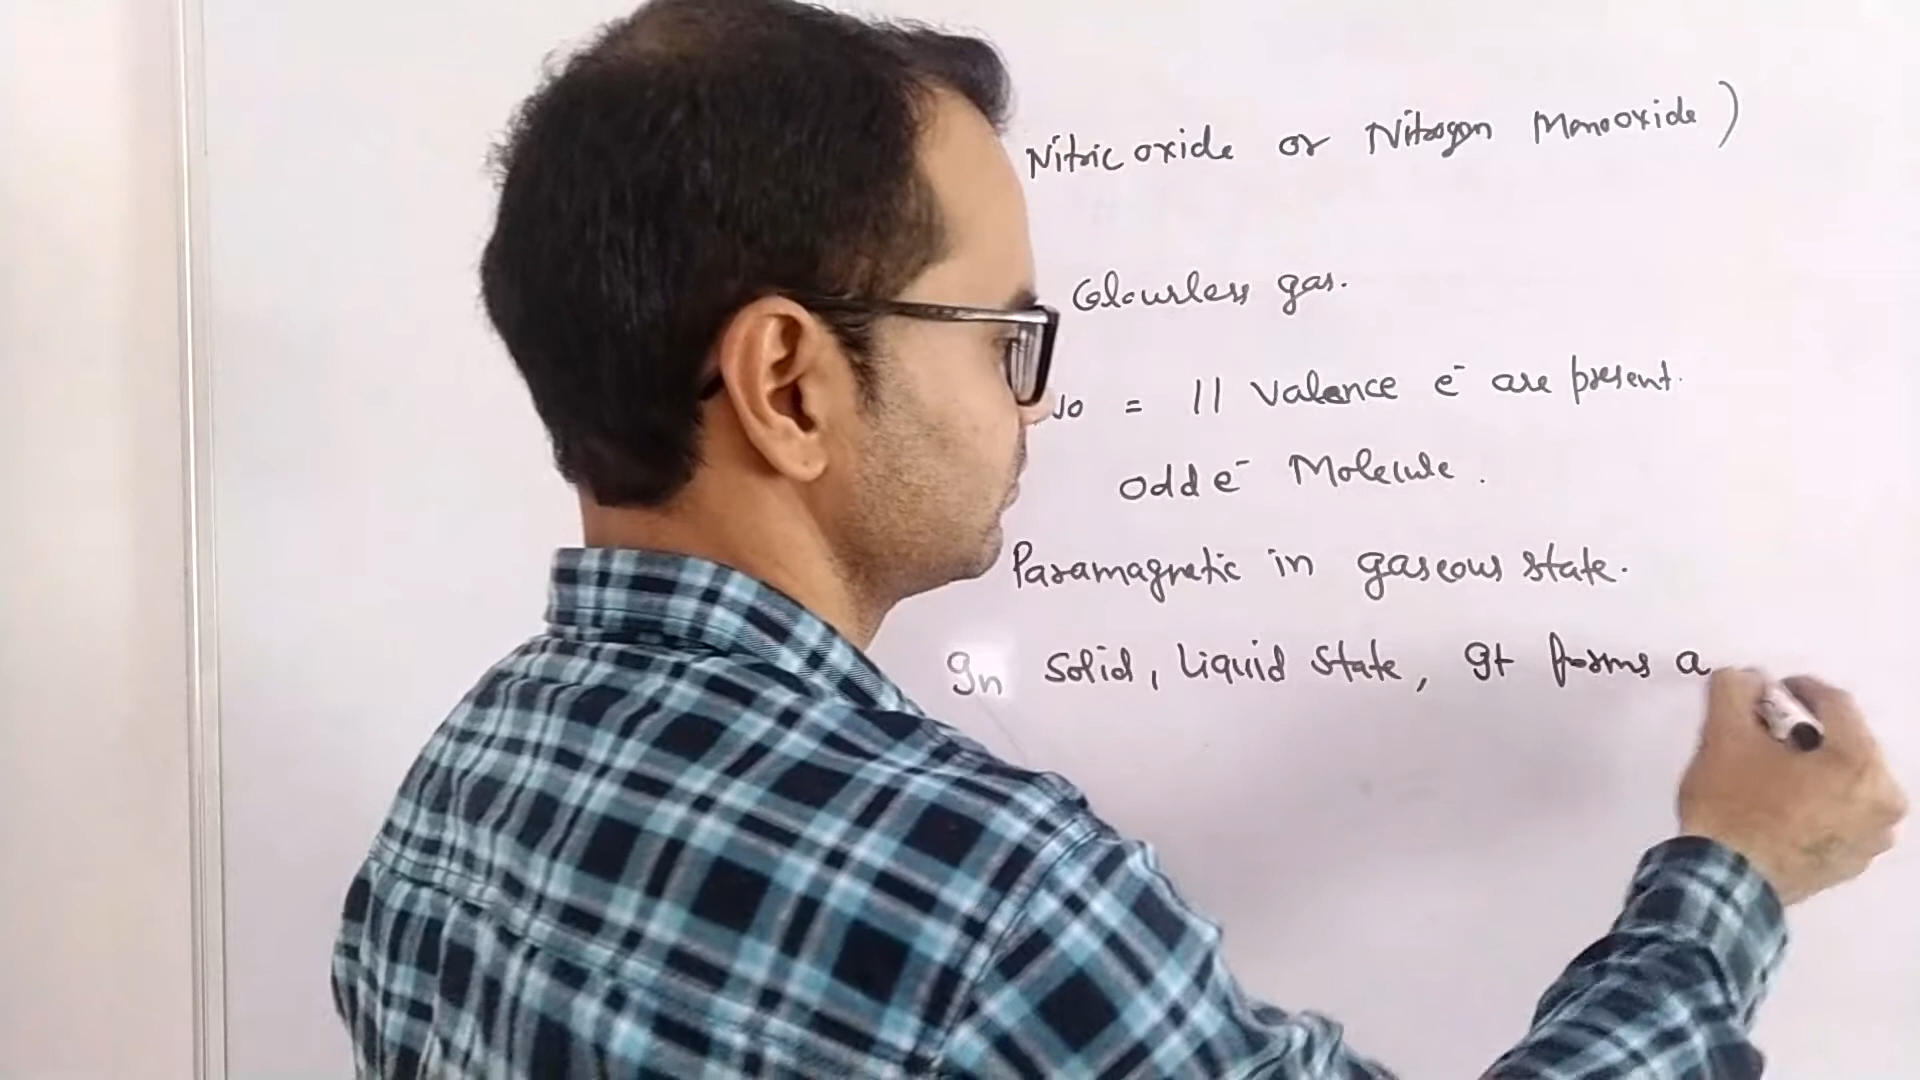 Nitric oxide or Nitrogen Monooxide)
Colourless gas.
NO = 11 Valance e⁻ are present.
odd e⁻ Molecule.
Paramagnetic in gaseous state.
In Solid, Liquid State, It forms a